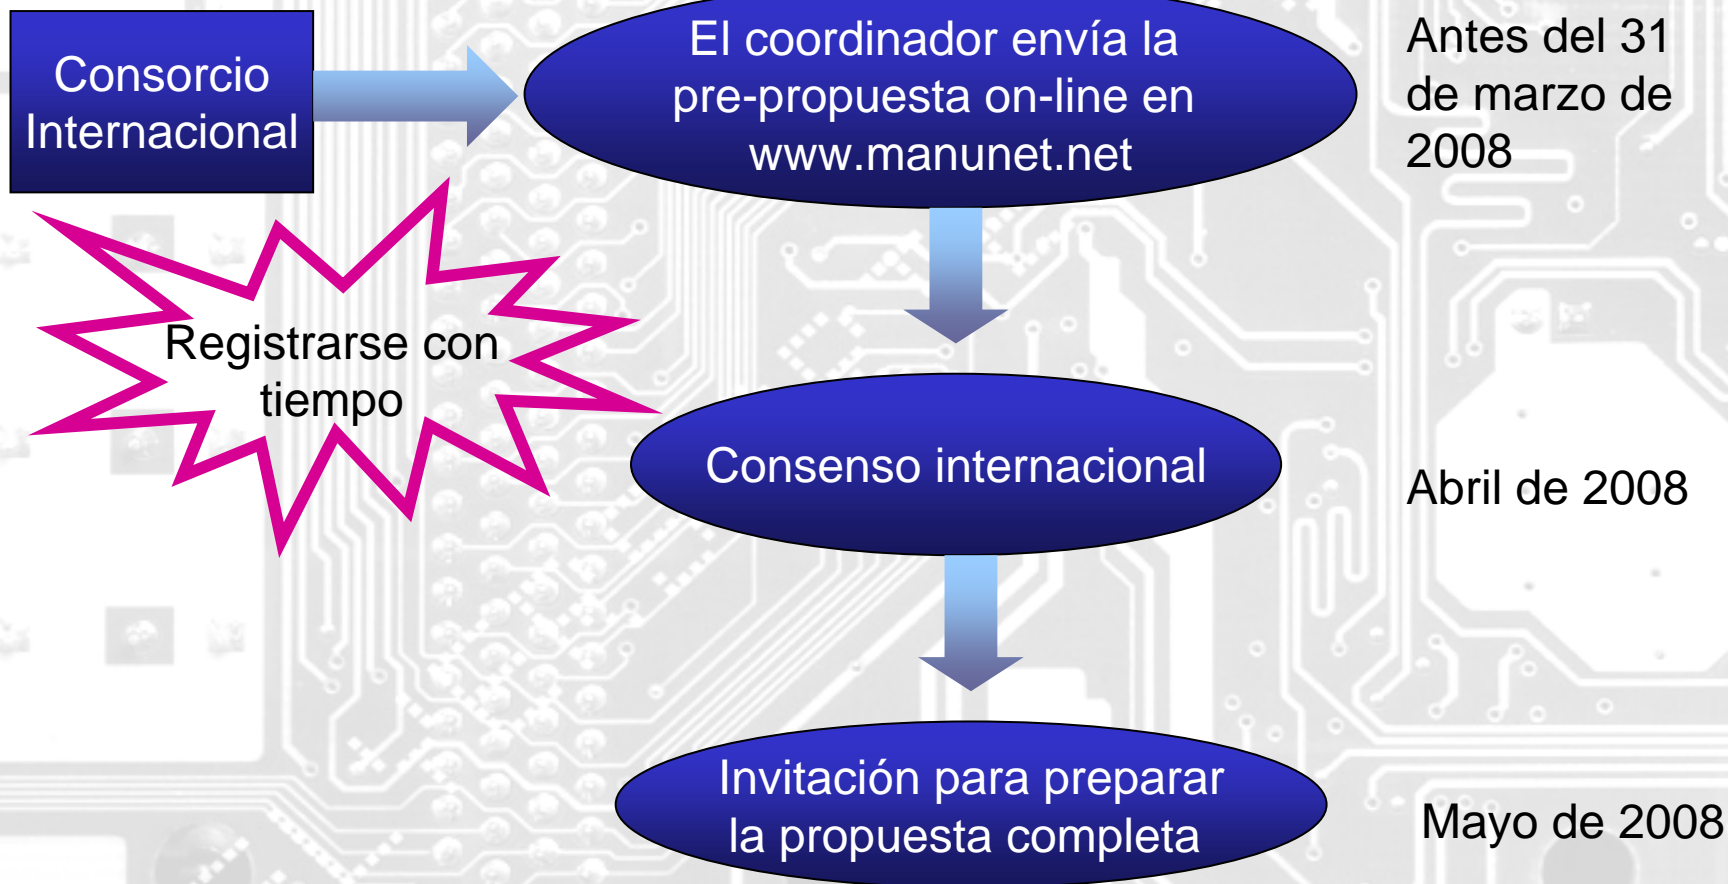 Consorcio
Internacional
El coordinador envía la
pre-propuesta on-line en
www.manunet.net
Antes del 31
de marzo de
2008
Registrarse con
tiempo
Consenso internacional
Abril de 2008
Invitación para preparar
la propuesta completa
Mayo de 2008